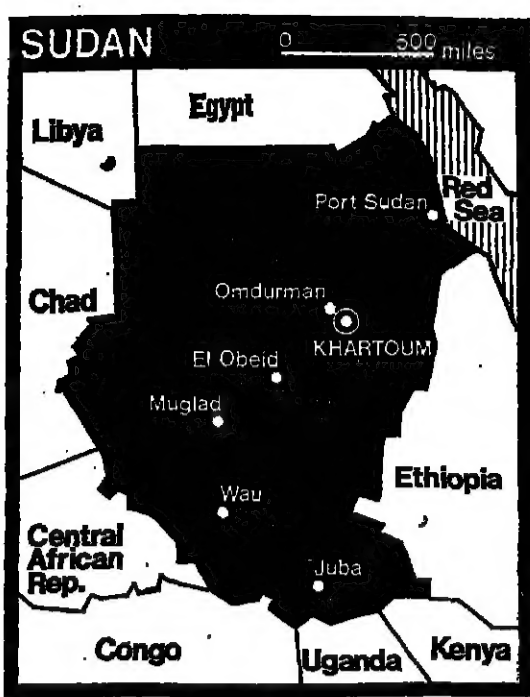 SUDAN
0 500 miles
Egypt
Libya
Red
Sea
Port Sudan
Chad
Omdurman
KHARTOUM
El Obeid
Muglad
Ethiopia
Wau
Central
African
Rep.
Juba
Congo
Uganda
Kenya